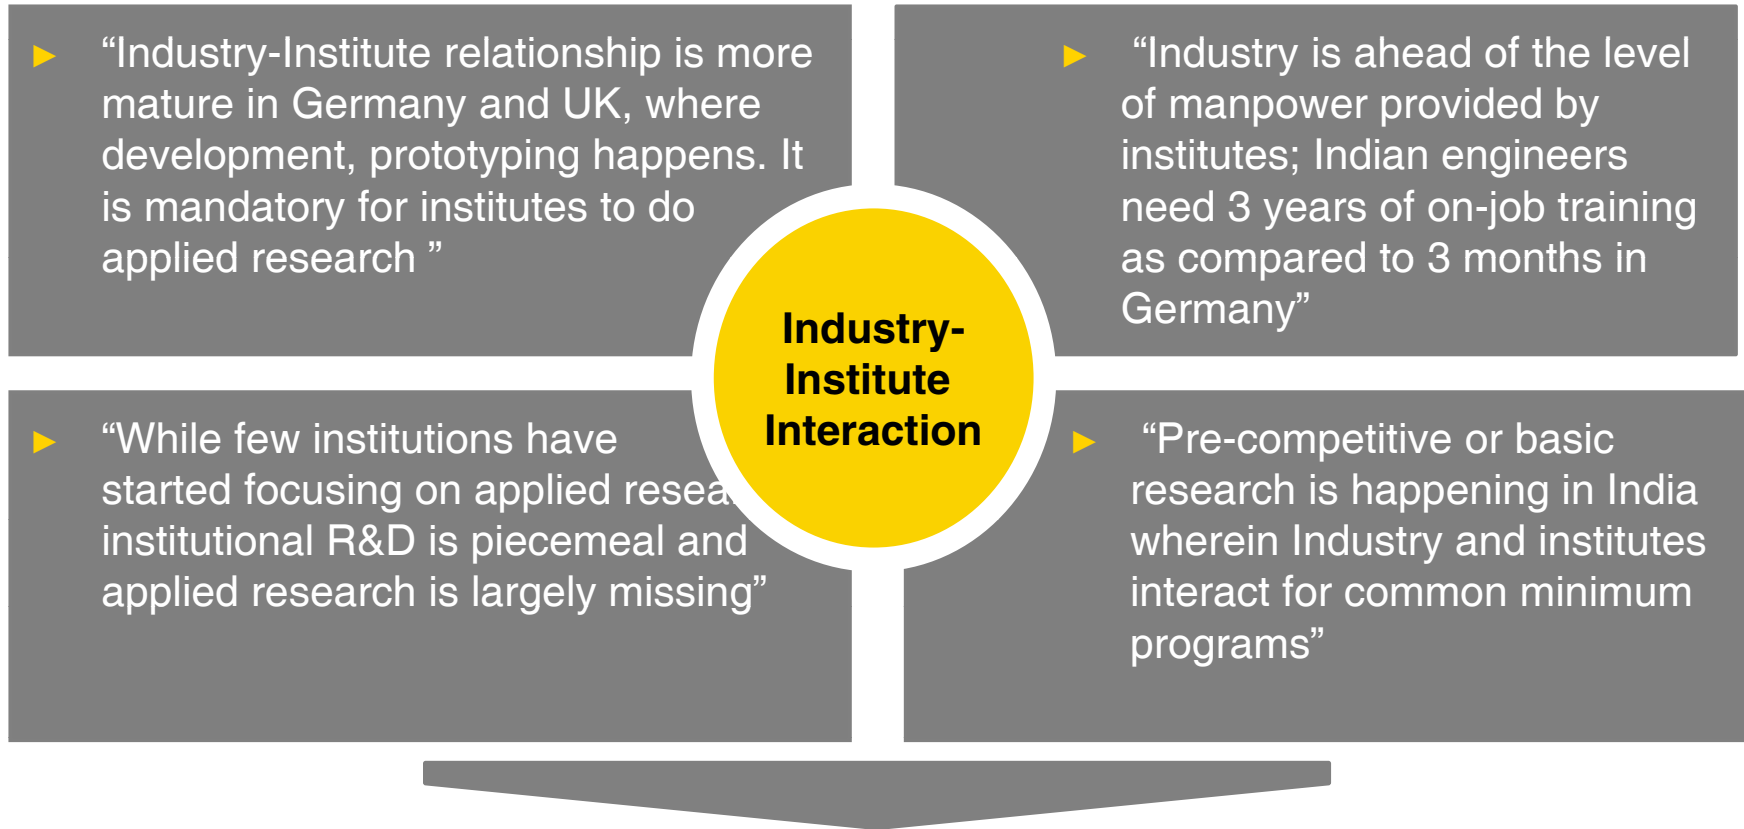 “Industry-Institute relationship is more
mature in Germany and UK, where
development, prototyping happens. It
is mandatory for institutes to do
applied research ”
“Industry is ahead of the level
of manpower provided by
institutes; Indian engineers
need 3 years of on-job training
as compared to 3 months in
Germany”
Industry-
Institute
Interaction
“While few institutions have
started focusing on applied
institutional R&D is piecemeal and
applied research is largely missing”
“Pre-competitive or basic
research is happening in India
wherein Industry and institutes
interact for common minimum
programs”